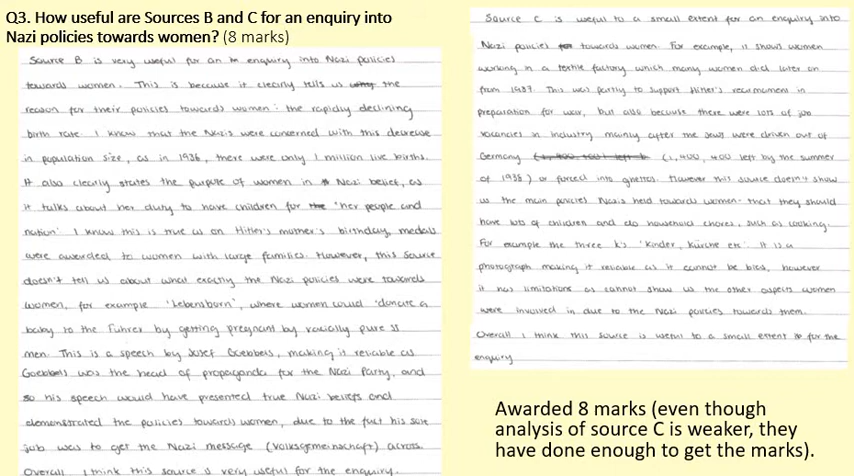 Q3. How useful are Sources B and C for an enquiry into
Nazi policies towards women? (8 marks)
Source B is very useful for an enquiry into Nazi policies
towards women. This is because it clearly tells us the
reason for their policies towards women: the rapidly declining
birth rate. I know that the Nazis were concerned with this decrease
in population size, as in 1936, there were only 1 million live births.
It also clearly states the purpose of women in Nazi belief, as
it talks about her duty to have children for 'her people and
nation'. I know this is true as on Hitler's mother's birthday, medals
were awarded to women with large families. However, this source
doesn't tell us about what exactly the Nazi policies were towards
women, for example 'Lebensborn', where women could 'donate a
baby to the Fuhrer by getting pregnant by racially pure SS
men. This is a speech by Josef Goebbels, making it reliable as
Goebbels was the head of propaganda for the Nazi Party, and
so his speech would have presented true Nazi beliefs and
demonstrated the policies towards women, due to the fact his sole
job was to get the Nazi message (Volksgemeinschaft) across.
Overall I think this source is very useful for the enquiry.
Source C is useful to a small extent for an enquiry into
Nazi policies towards women. For example, it shows women
working in a textile factory which many women did later on
from 1937. This was partly to support Hitler's rearmament in
preparation for war, but also because there were lots of job
vacancies in industry mainly after the Jews were driven out of
Germany (1,400, 400 left by the summer
of 1938) or forced into ghettos. However this source doesn't show
us the main policies Nazis held towards women - that they should
have lots of children and do household chores, such as cooking.
For example the three k's 'Kinder, Kürche etc. It is a
photograph making it reliable as it cannot be bias, however
it has limitations as cannot show us the other aspects women
were involved in due to the Nazi policies towards them.
Overall I think this source is useful to a small extent for the
enquiry
Awarded 8 marks (even though
analysis of source C is weaker, they
have done enough to get the marks).